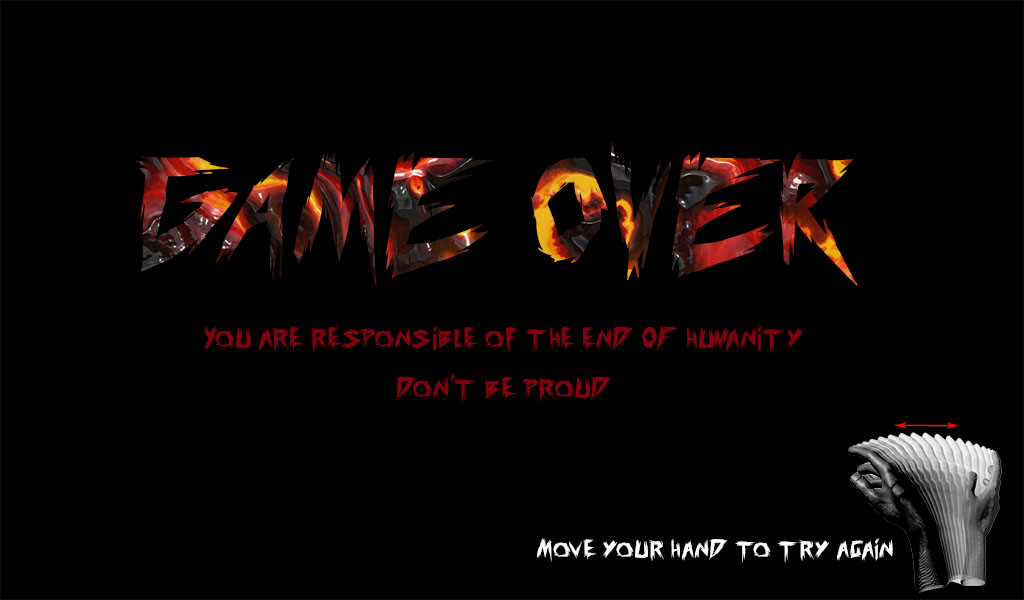 GAME OVER
YOU ARE RESPONSiBLE OF THE END OF HUMANiTY
DON'T BE PROUD
MOVE YOUR HAND TO TRY AGAiN